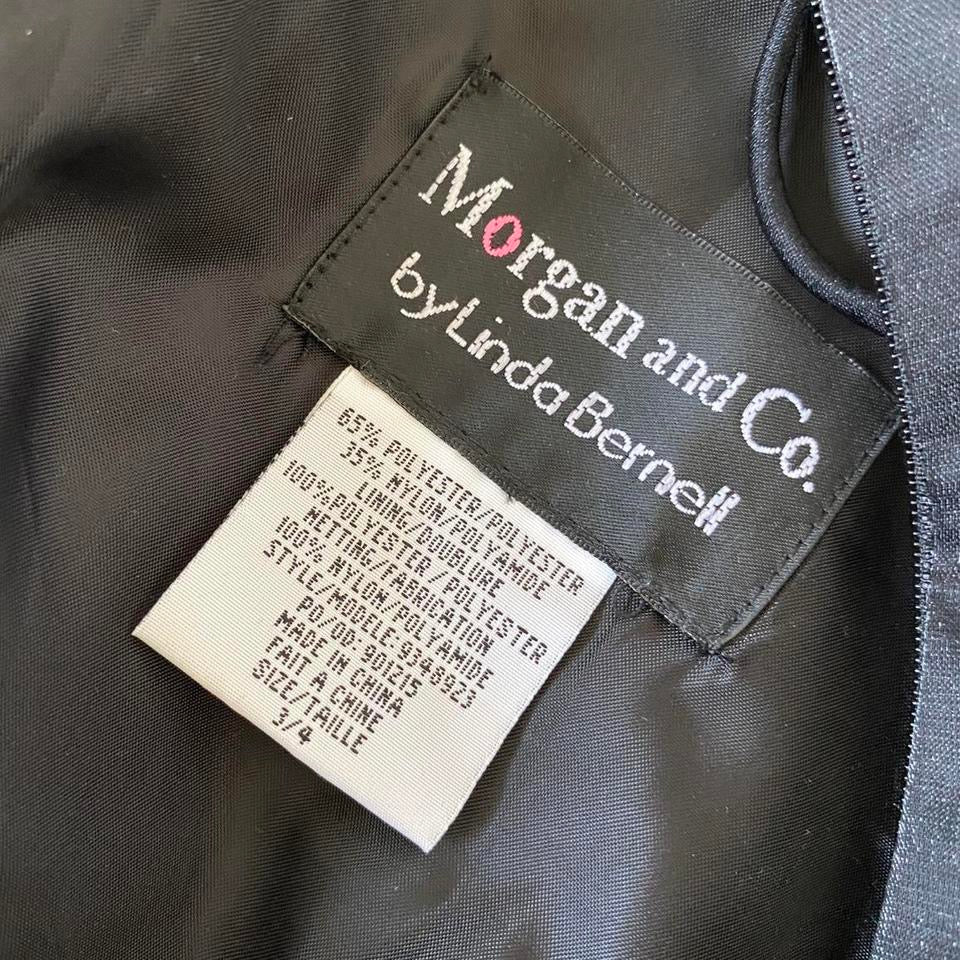 Morgan and Co.
by Linda Bernell
65% POLYESTER/POLYESTER
35% NYLON/POLYAMIDE
LINING/DOUBLURE
100%POLYESTER/POLYESTER
NETTING/FABRICATION
100% NYLON/POLYAMIDE
STYLE/MODELE:9346923
PO/OD:901215
MADE IN CHINA
FAIT A CHINE
SIZE/TAILLE
3/4